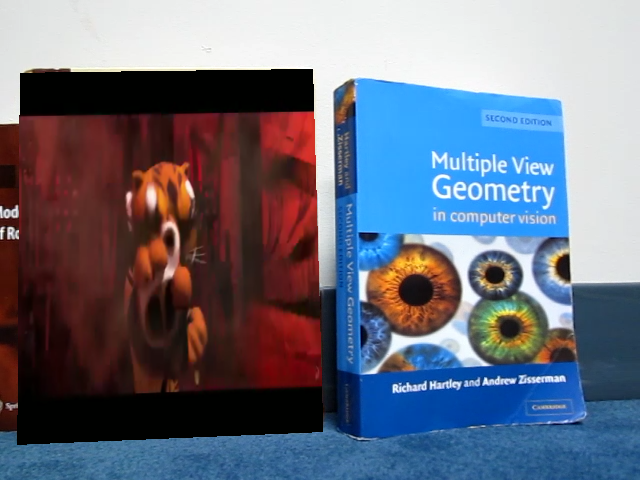 SECOND EDITION
Multiple View
Geometry
in computer vision
Richard Hartley and Andrew Zisserman
CAMBRIDGE
Hartley and
Zisserman
Multiple View Geometry